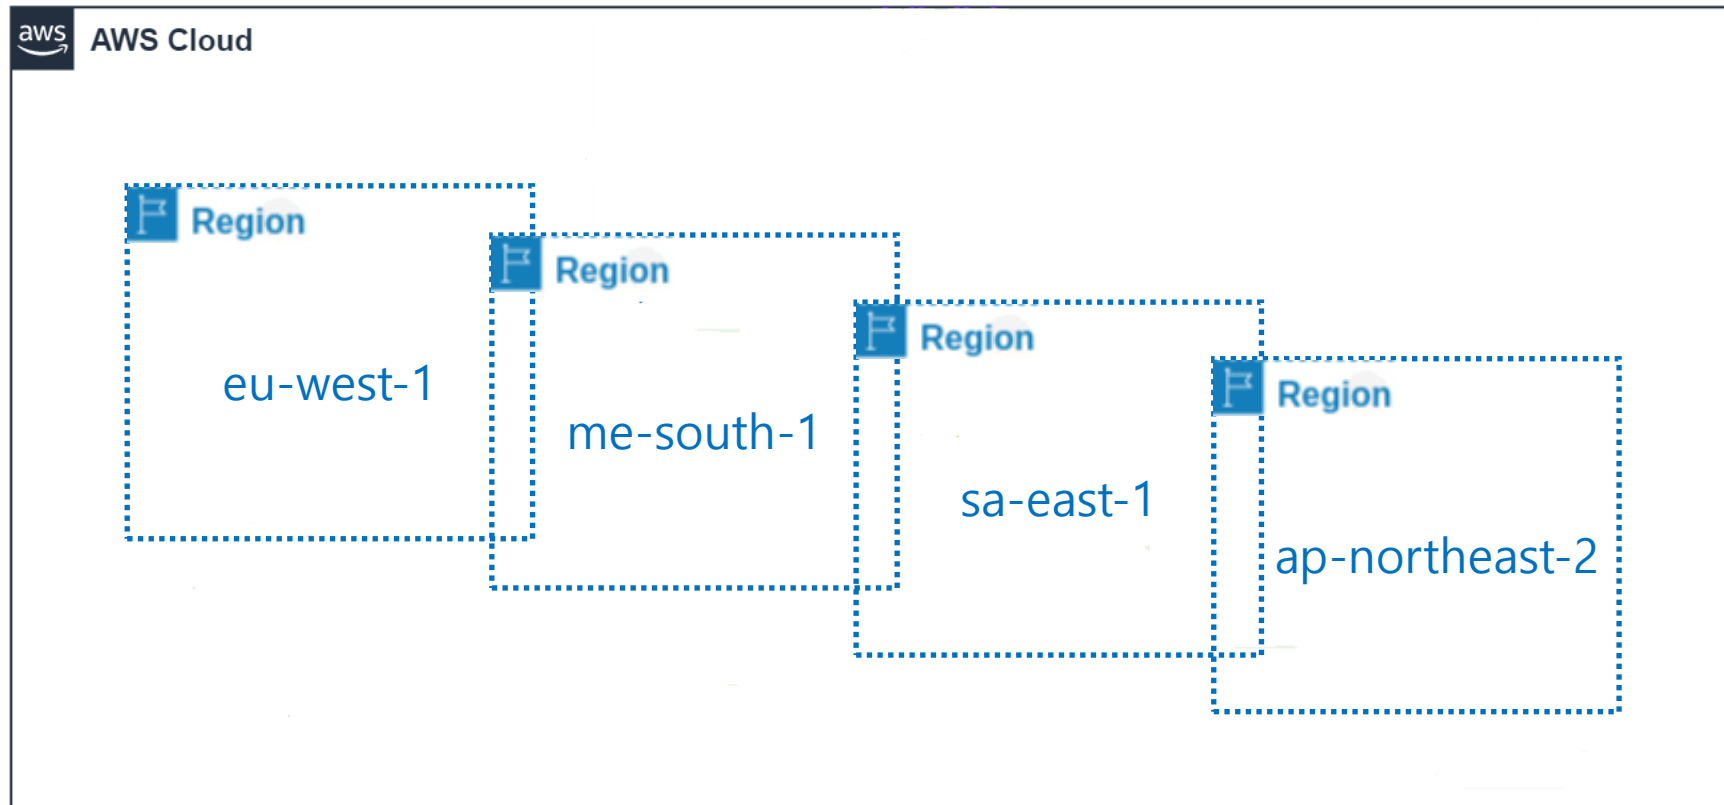 aws
AWS Cloud
Region
eu-west-1
Region
me-south-1
Region
sa-east-1
Region
ap-northeast-2